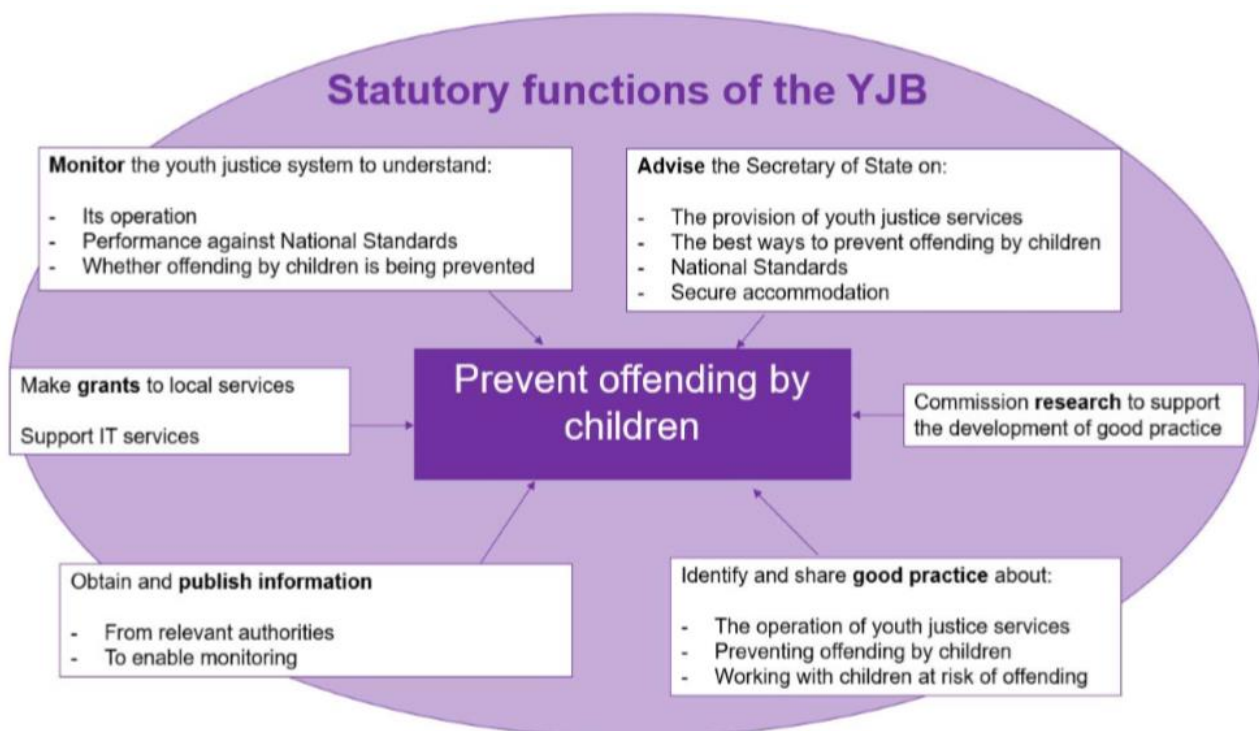 Statutory functions of the YJB
Monitor the youth justice system to understand:
- Its operation
- Performance against National Standards
- Whether offending by children is being prevented
Advise the Secretary of State on:
- The provision of youth justice services
- The best ways to prevent offending by children
- National Standards
- Secure accommodation
Make grants to local services
Support IT services
Prevent offending by
children
Commission research to support
the development of good practice
Obtain and publish information
- From relevant authorities
- To enable monitoring
Identify and share good practice about:
- The operation of youth justice services
- Preventing offending by children
- Working with children at risk of offending